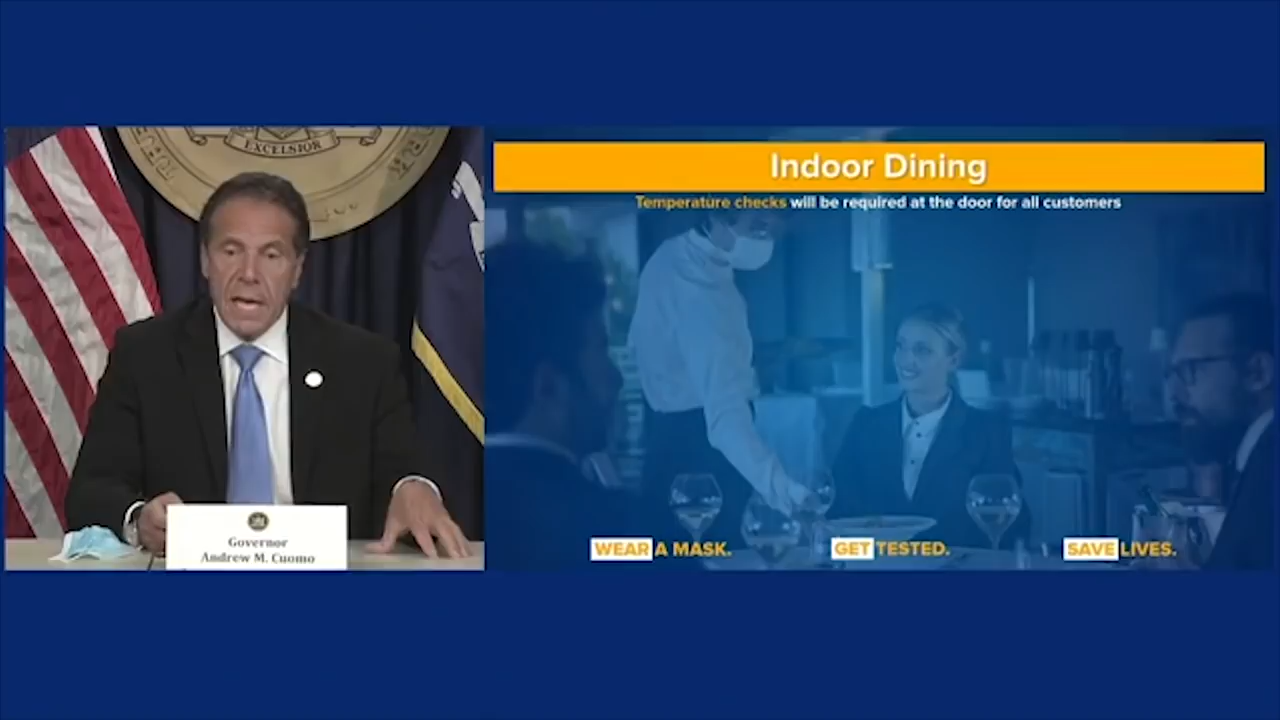 EXCELSIOR
Governor
Andrew M. Cuomo
Indoor Dining
Temperature checks will be required at the door for all customers
WEAR A MASK.
GET TESTED.
SAVE LIVES.